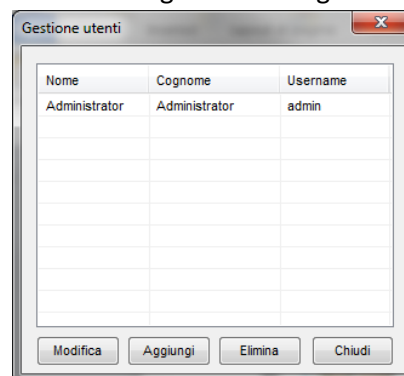 Gestione utenti
Nome Cognome Username
Administrator Administrator admin
Modifica Aggiungi Elimina Chiudi